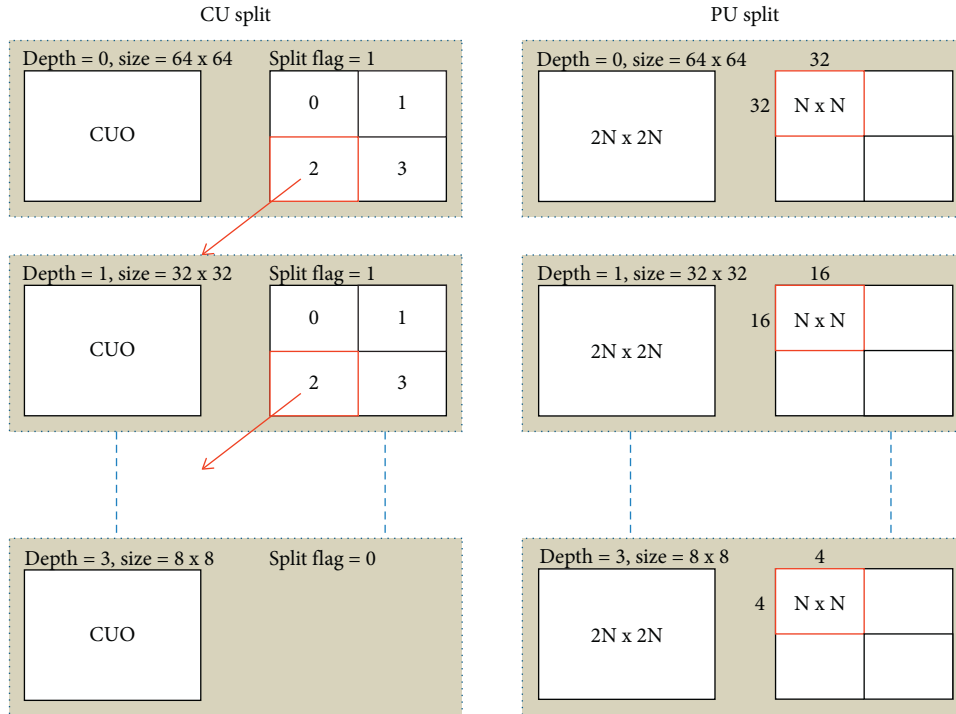 CU split
Depth = 0, size = 64 x 64 Split flag = 1
CUO
0 1
2 3
Depth = 1, size = 32 x 32 Split flag = 1
CUO
0 1
2 3
Depth = 3, size = 8 x 8 Split flag = 0
CUO
PU split
Depth = 0, size = 64 x 64 32
32 N x N
2N x 2N
Depth = 1, size = 32 x 32 16
16 N x N
2N x 2N
Depth = 3, size = 8 x 8 4
4 N x N
2N x 2N